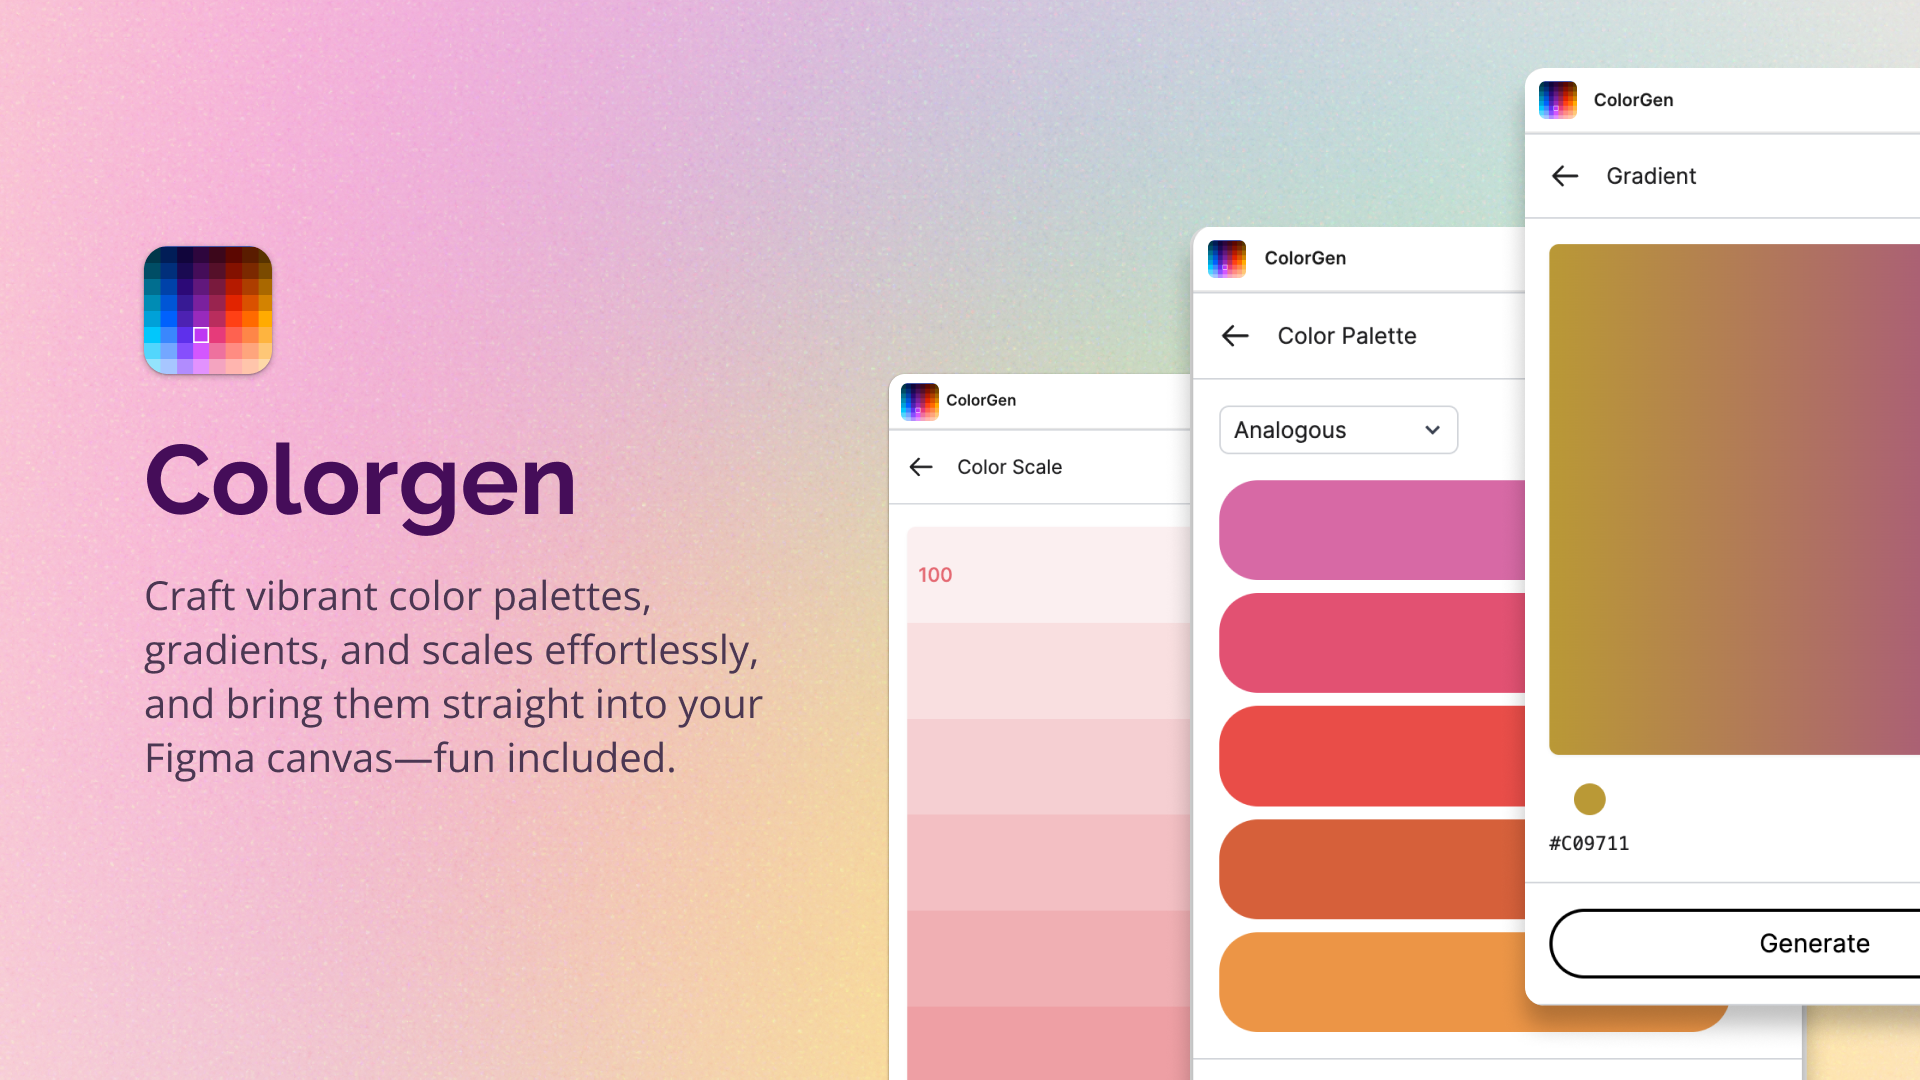 Colorgen
Craft vibrant color palettes,
gradients, and scales effortlessly,
and bring them straight into your
Figma canvas—fun included.
ColorGen
Color Scale
100
ColorGen
Color Palette
Analogous
ColorGen
Gradient
#C09711
Generate